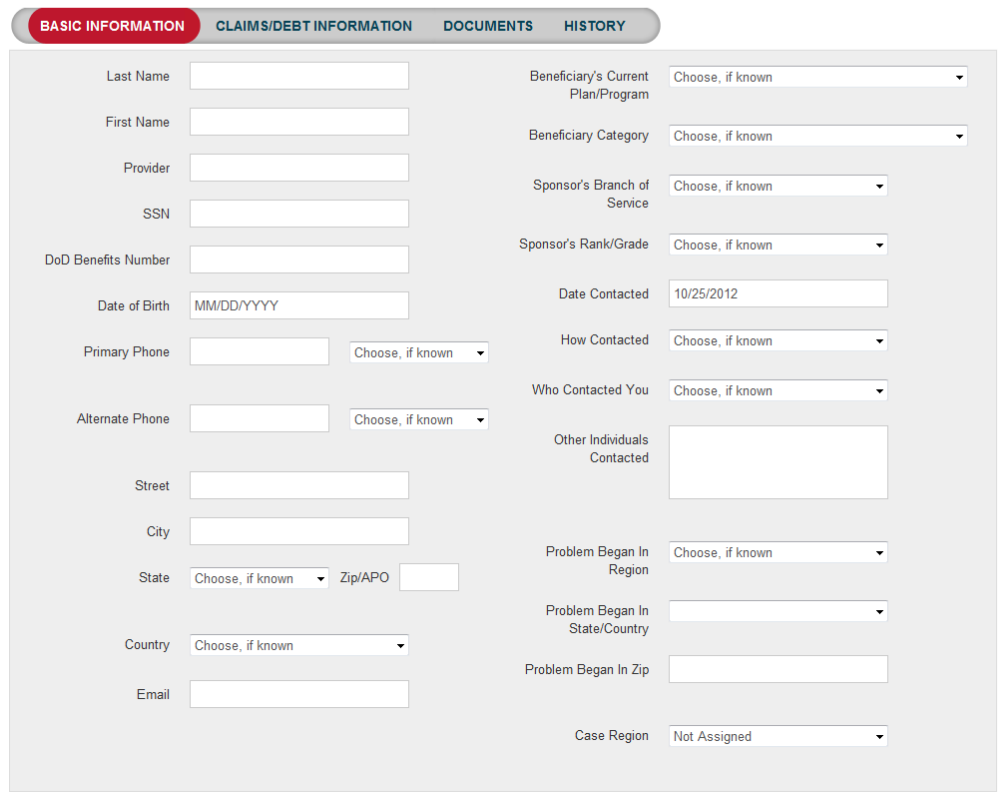 BASIC INFORMATION CLAIMS/DEBT INFORMATION DOCUMENTS HISTORY
Last Name
First Name
Provider
SSN
DoD Benefits Number
Date of Birth MM/DD/YYYY
Primary Phone Choose, if known
Alternate Phone Choose, if known
Street
City
State Choose, if known Zip/APO
Country Choose, if known
Email
Beneficiary's Current Choose, if known
Plan/Program
Beneficiary Category Choose, if known
Sponsor's Branch of Choose, if known
Service
Sponsor's Rank/Grade Choose, if known
Date Contacted 10/25/2012
How Contacted Choose, if known
Who Contacted You Choose, if known
Other Individuals
Contacted
Problem Began In Choose, if known
Region
Problem Began In
State/Country
Problem Began In Zip
Case Region Not Assigned